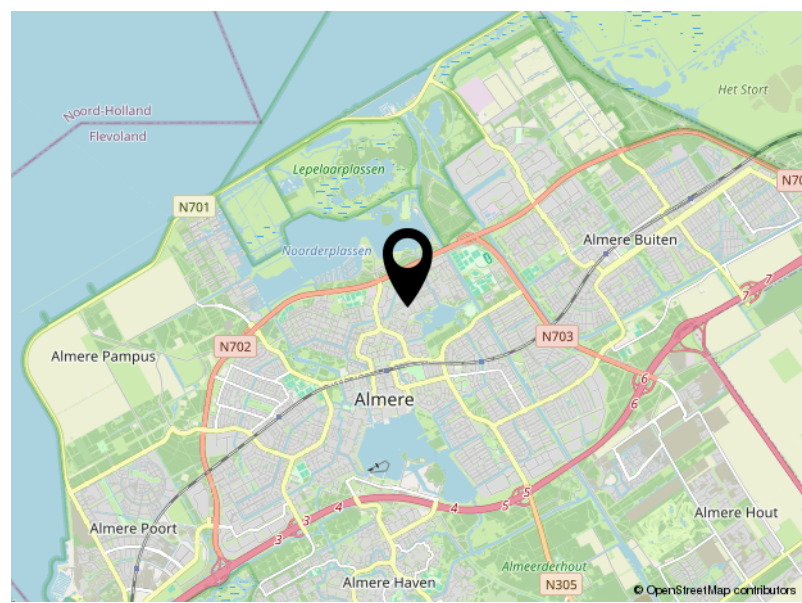 Het Stort
Noord-Holland
Flevoland
Lepelaarplassen
N70
N701
Almere Buiten
Noorderplassen
7
7
N703
N702
Almere Pampus
6
6
Almere
4
4
5
5
3
3
Almere Hout
Almere Poort
Almeerderhout
Almere Haven
N305
© OpenStreetMap contributors